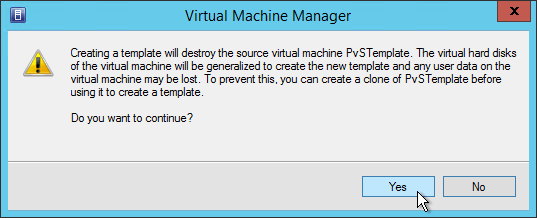 Virtual Machine Manager
x
Creating a template will destroy the source virtual machine PvSTemplate. The virtual hard disks
of the virtual machine will be generalized to create the new template and any user data on the
virtual machine may be lost. To prevent this, you can create a clone of PvSTemplate before
using it to create a template.
Do you want to continue?
Yes
No